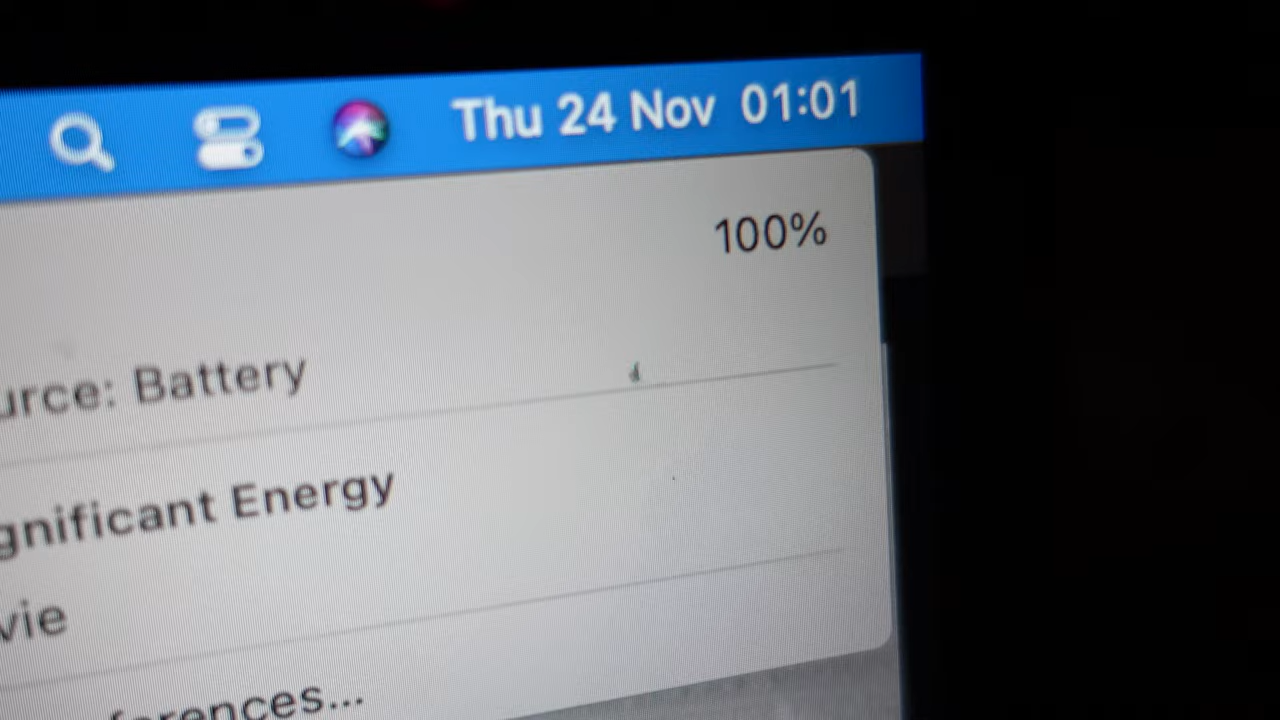 Thu 24 Nov 01:01
100%
urce: Battery
gnificant Energy
vie
ferences...